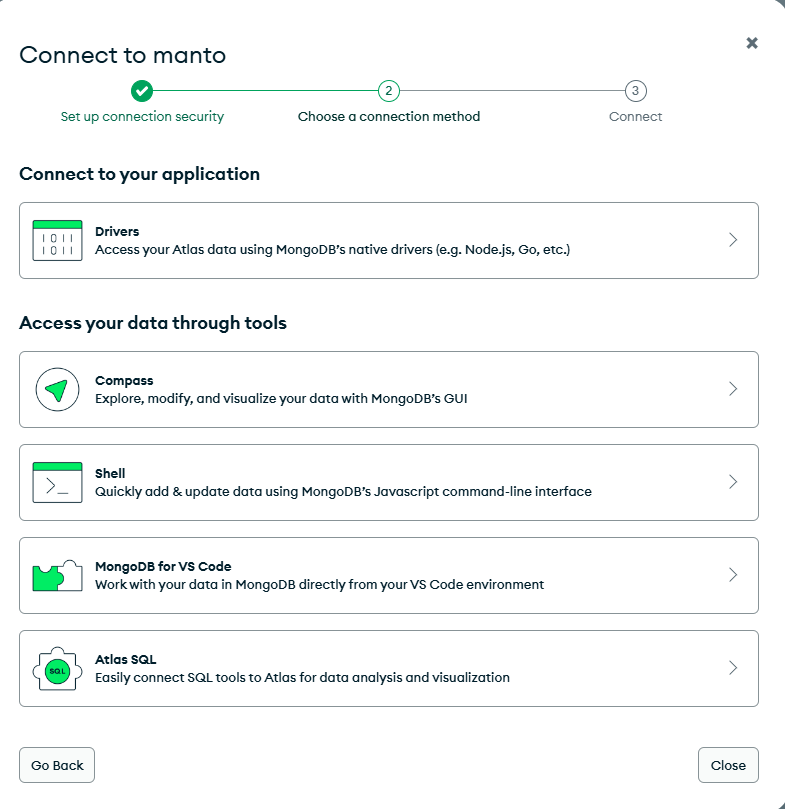 Connect to manto
2
3
Set up connection security
Choose a connection method
Connect
Connect to your application
1011
1011
Drivers
Access your Atlas data using MongoDB's native drivers (e.g. Node.js, Go, etc.)
Access your data through tools
Compass
Explore, modify, and visualize your data with MongoDB's GUI
>_
Shell
Quickly add & update data using MongoDB's Javascript command-line interface
MongoDB for VS Code
Work with your data in MongoDB directly from your VS Code environment
SQL
Atlas SQL
Easily connect SQL tools to Atlas for data analysis and visualization
Go Back
Close